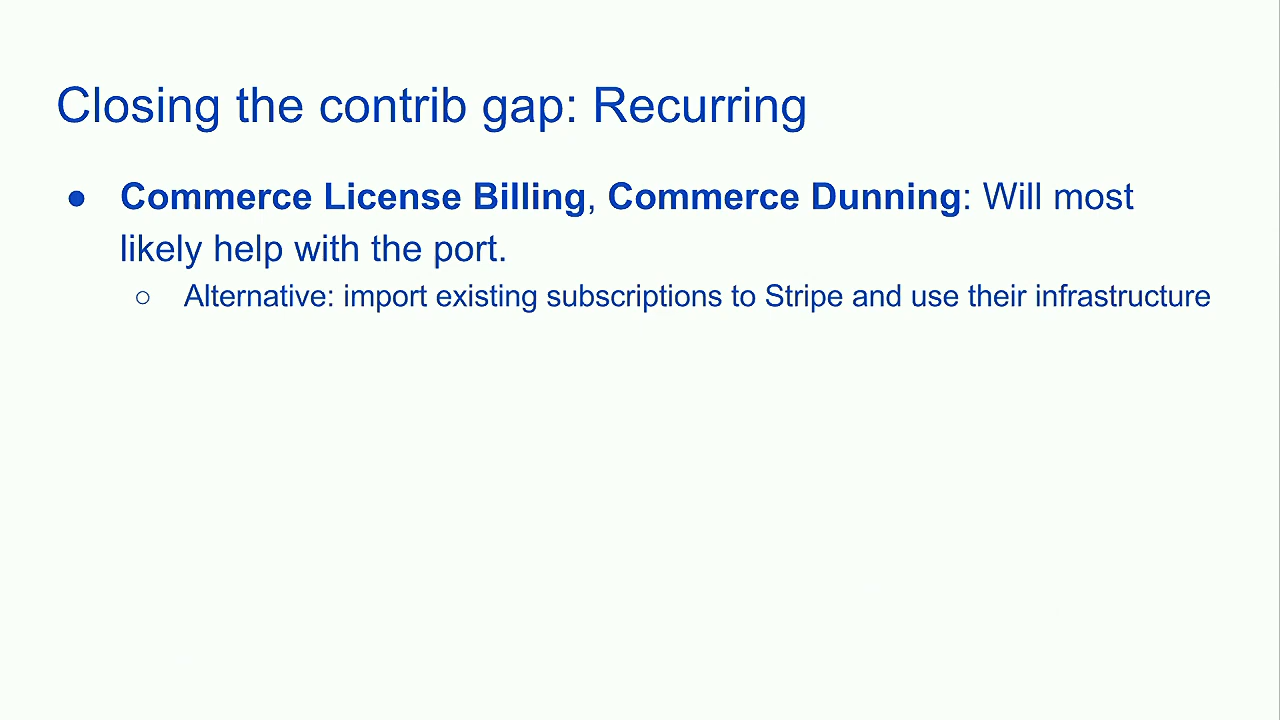 Closing the contrib gap: Recurring
● Commerce License Billing, Commerce Dunning: Will most
likely help with the port.
○ Alternative: import existing subscriptions to Stripe and use their infrastructure